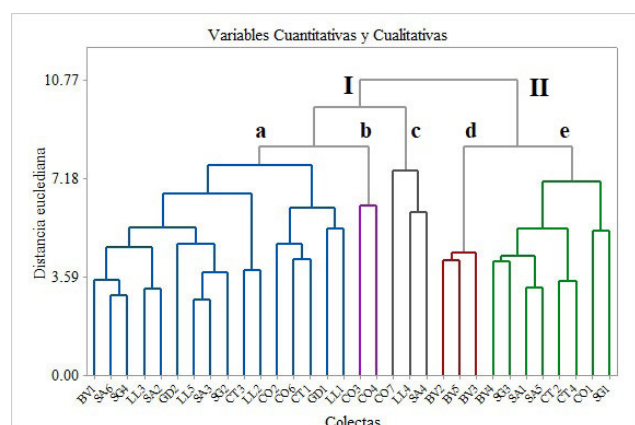 Variables Cuantitativas y Cualitativas
10.77
I
II
a
b
c
d
e
7.18
3.59
0.00
Distancia euclediana
BV1 SA6 SG4 LL3 SA2 GD2 LL5 SA3 SG2 CT3 LL2 CO2 CO6 CT1 GD1 LL1 CO3 CO4 CO7 LL4 SA4 BV2 BV5 BV3 BV4 SG3 SA1 SA5 CT2 CT4 CO1 SG1
Colectas